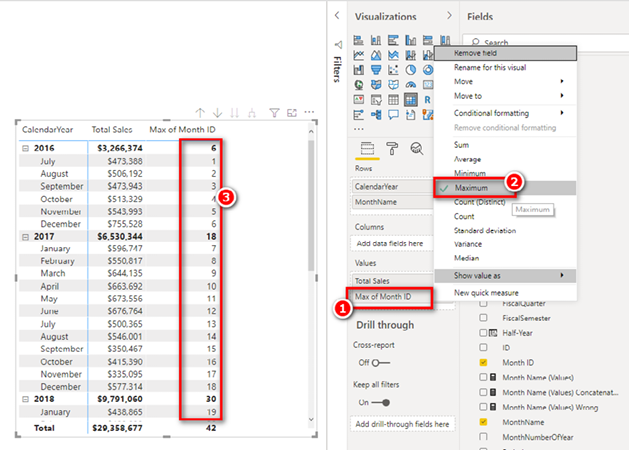 Visualizations
Fields
Search
Filters
Remove field
Rename for this visual
Move
Move to
Conditional formatting
Remove conditional formatting
Sum
Average
Minimum
Maximum
Count (Distinct)
Maximum
Count
Standard deviation
Variance
Median
Show value as
New quick measure
CalendarYear Total Sales Max of Month ID
2016 $3,266,374 6
July $473,388 1
August $506,192 2
September $473,943 3
October $513,329 4
November $543,993 5
December $755,528 6
2017 $6,530,344 18
January $596,747 7
February $550,817 8
March $644,135 9
April $663,692 10
May $673,556 11
June $676,764 12
July $500,365 13
August $546,001 14
September $350,467 15
October $415,390 16
November $335,095 17
December $577,314 18
2018 $9,791,060 30
January $438,865 19
Total $29,358,677 42
3
2
1
R
Rows
CalendarYear
MonthName
Columns
Add data fields here
Values
Total Sales
Max of Month ID
Drill through
Cross-report
Off
Keep all filters
On
Add drill-through fields here
FiscalQuarter
FiscalSemester
Half-Year
ID
Month ID
Month Name (Values)
Month Name (Values) Concatenat...
Month Name (Values) Wrong
MonthName
MonthNumberOfYear